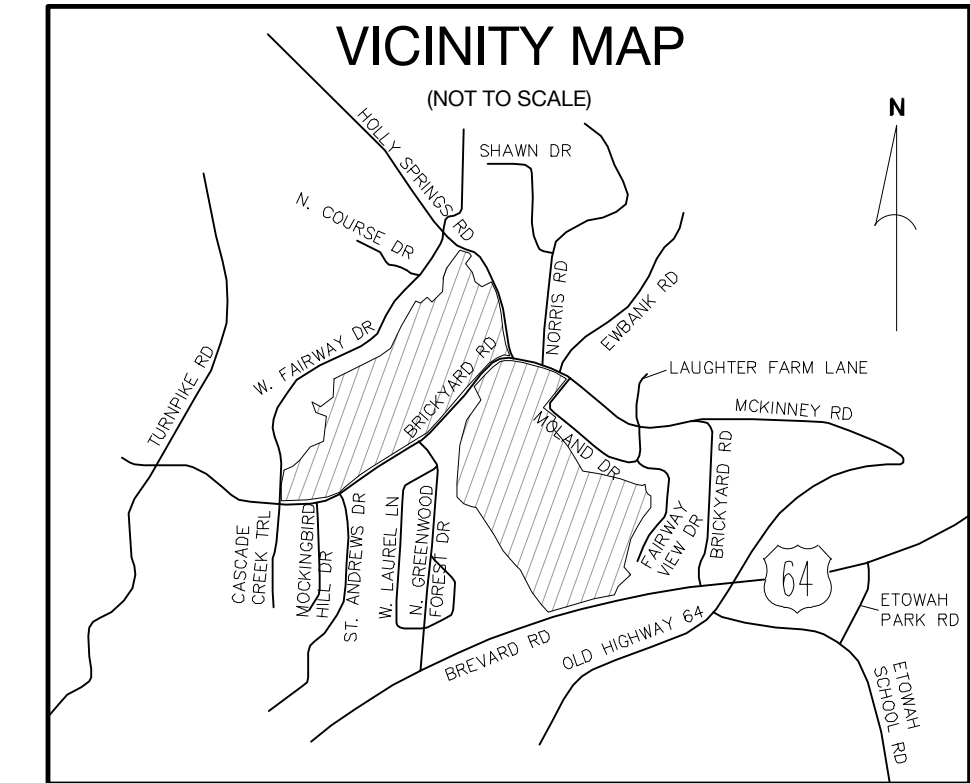 VICINITY MAP
(NOT TO SCALE)
N
HOLLY SPRINGS RD
SHAWN DR
N. COURSE DR
NORRIS RD
EWBANK RD
W. FAIRWAY DR
TURNPIKE RD
BRICKYARD RD
LAUGHTER FARM LANE
MCKINNEY RD
MOLAND DR
BRICKYARD RD
FAIRWAY
VIEW DR
CASCADE
CREEK TRL
MOCKINGBIRD
HILL DR
ST. ANDREWS DR
W. LAUREL LN
N. GREENWOOD
FOREST DR
64
ETOWAH
PARK RD
BREVARD RD
OLD HIGHWAY 64
ETOWAH
SCHOOL RD